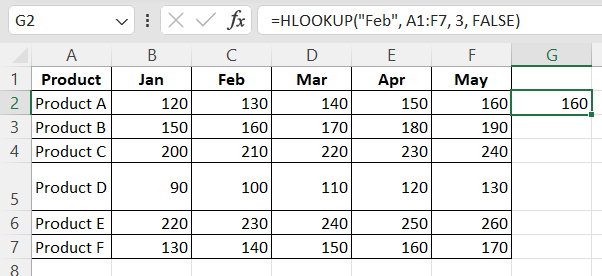 G2 fx =HLOOKUP("Feb", A1:F7, 3, FALSE)
A B C D E F G
1 Product Jan Feb Mar Apr May
2 Product A 120 130 140 150 160 160
3 Product B 150 160 170 180 190
4 Product C 200 210 220 230 240
5 Product D 90 100 110 120 130
6 Product E 220 230 240 250 260
7 Product F 130 140 150 160 170
8